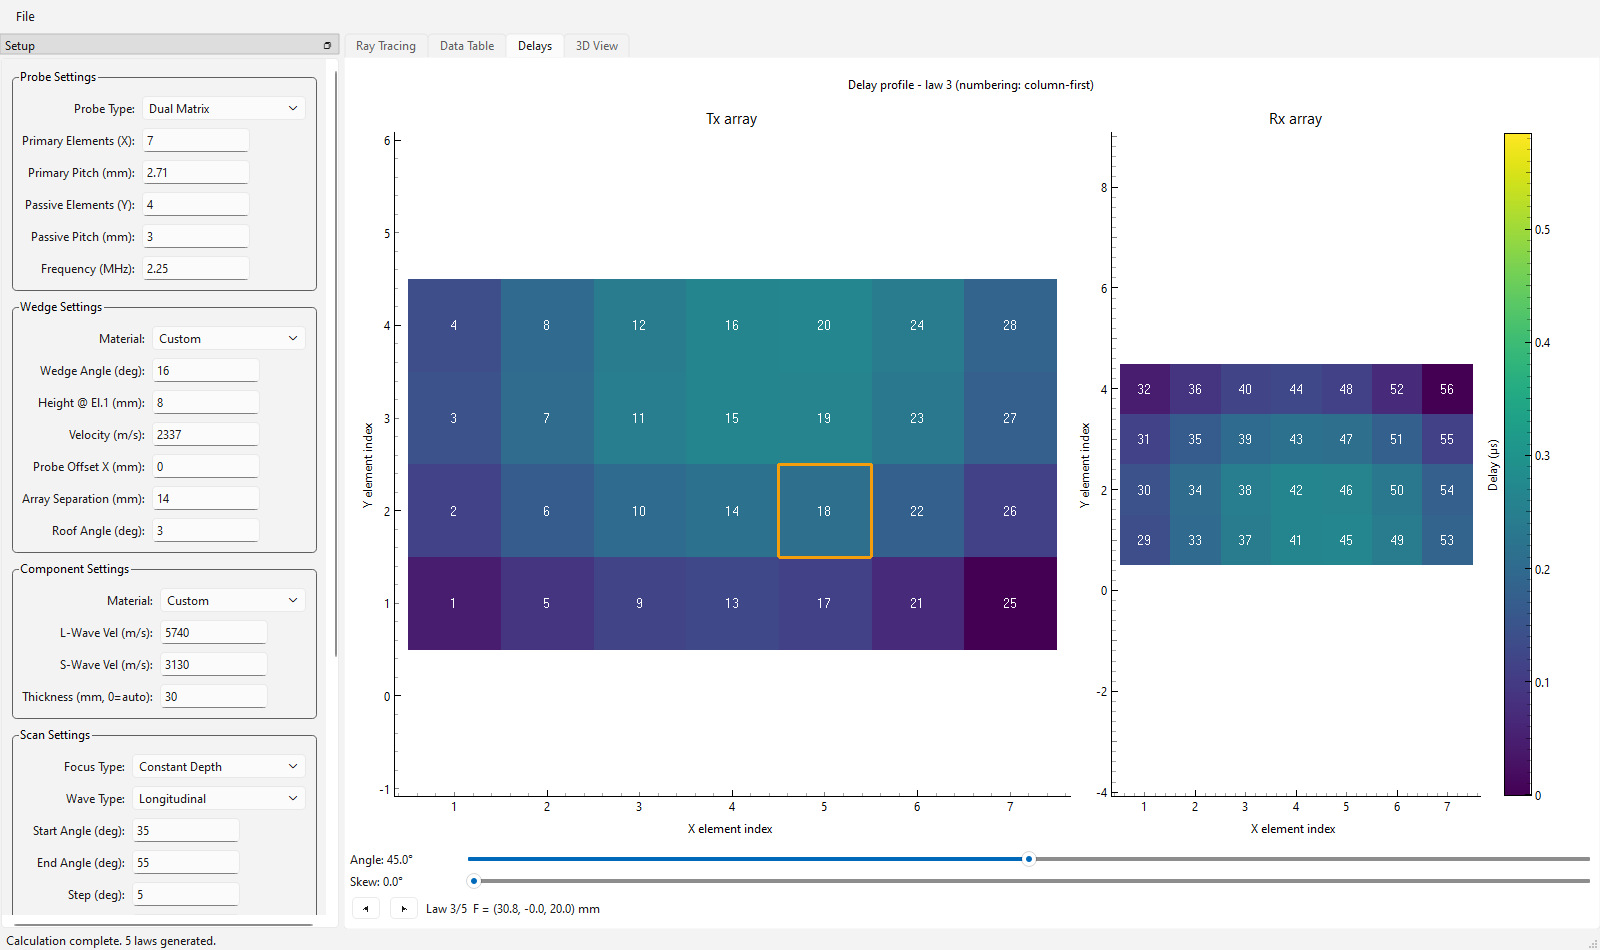 File
Setup
Ray Tracing
Data Table
Delays
3D View
Probe Settings
Probe Type: Dual Matrix
Primary Elements (X): 7
Primary Pitch (mm): 2.71
Passive Elements (Y): 4
Passive Pitch (mm): 3
Frequency (MHz): 2.25
Wedge Settings
Material: Custom
Wedge Angle (deg): 16
Height @ El.1 (mm): 8
Velocity (m/s): 2337
Probe Offset X (mm): 0
Array Separation (mm): 14
Roof Angle (deg): 3
Component Settings
Material: Custom
L-Wave Vel (m/s): 5740
S-Wave Vel (m/s): 3130
Thickness (mm, 0=auto): 30
Scan Settings
Focus Type: Constant Depth
Wave Type: Longitudinal
Start Angle (deg): 35
End Angle (deg): 55
Step (deg): 5
Delay profile - law 3 (numbering: column-first)
Tx array
6
5
4
3
2
1
0
-1
Y element index
4 8 12 16 20 24 28
3 7 11 15 19 23 27
2 6 10 14 18 22 26
1 5 9 13 17 21 25
1 2 3 4 5 6 7
X element index
Rx array
8
6
4
2
0
-2
-4
Y element index
32 36 40 44 48 52 56
31 35 39 43 47 51 55
30 34 38 42 46 50 54
29 33 37 41 45 49 53
1 2 3 4 5 6 7
X element index
Delay (µs)
0.5
0.4
0.3
0.2
0.1
0
Angle: 45.0°
Skew: 0.0°
Law 3/5 F = (30.8, -0.0, 20.0) mm
Calculation complete. 5 laws generated.